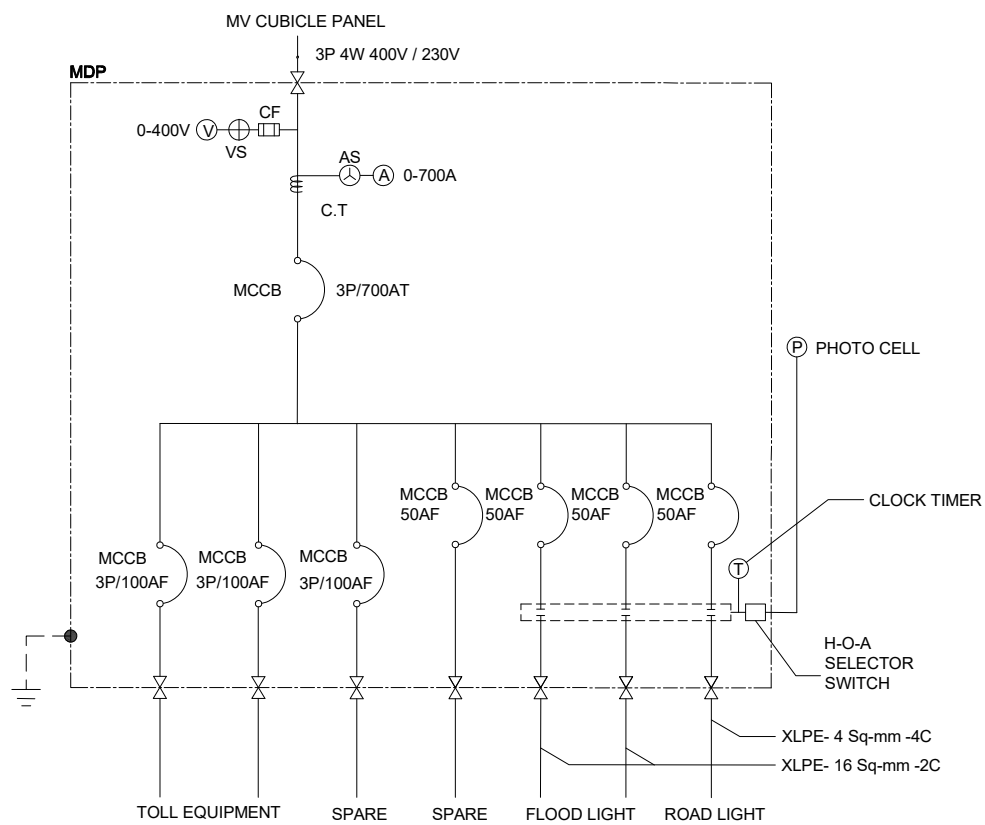 MV CUBICLE PANEL
3P 4W 400V / 230V
MDP
CF
0-400V V
VS
AS
A 0-700A
C.T
MCCB 3P/700AT
P PHOTO CELL
MCCB
50AF
MCCB
50AF
MCCB
50AF
MCCB
50AF
CLOCK TIMER
MCCB
3P/100AF
MCCB
3P/100AF
MCCB
3P/100AF
T
H-O-A
SELECTOR
SWITCH
XLPE- 4 Sq-mm -4C
XLPE- 16 Sq-mm -2C
TOLL EQUIPMENT
SPARE
SPARE
FLOOD LIGHT
ROAD LIGHT